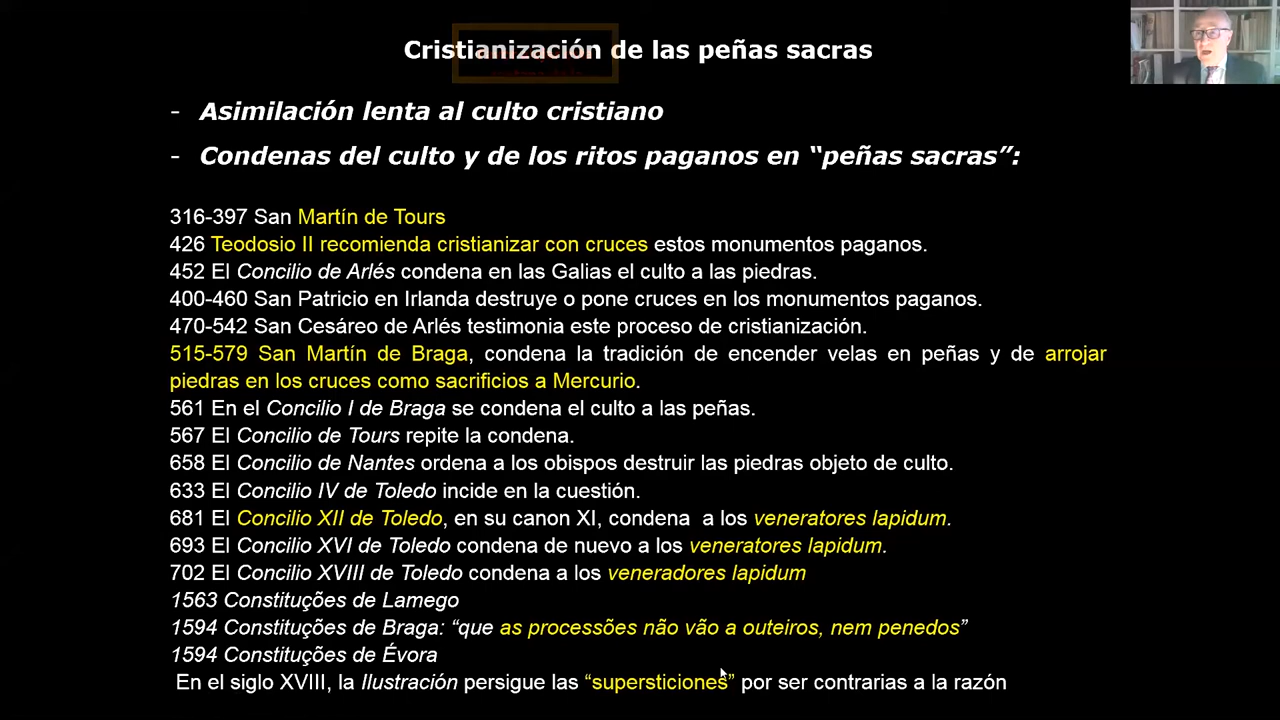 Cristianización de las peñas sacras
- Asimilación lenta al culto cristiano
- Condenas del culto y de los ritos paganos en “peñas sacras”:
316-397 San Martín de Tours
426 Teodosio II recomienda cristianizar con cruces estos monumentos paganos.
452 El Concilio de Arlés condena en las Galias el culto a las piedras.
400-460 San Patricio en Irlanda destruye o pone cruces en los monumentos paganos.
470-542 San Cesáreo de Arlés testimonia este proceso de cristianización.
515-579 San Martín de Braga, condena la tradición de encender velas en peñas y de arrojar
piedras en los cruces como sacrificios a Mercurio.
561 En el Concilio I de Braga se condena el culto a las peñas.
567 El Concilio de Tours repite la condena.
658 El Concilio de Nantes ordena a los obispos destruir las piedras objeto de culto.
633 El Concilio IV de Toledo incide en la cuestión.
681 El Concilio XII de Toledo, en su canon XI, condena a los veneratores lapidum.
693 El Concilio XVI de Toledo condena de nuevo a los veneratores lapidum.
702 El Concilio XVIII de Toledo condena a los veneradores lapidum
1563 Constituções de Lamego
1594 Constituções de Braga: “que as processões não vão a outeiros, nem penedos”
1594 Constituções de Évora
En el siglo XVIII, la Ilustración persigue las “supersticiones” por ser contrarias a la razón